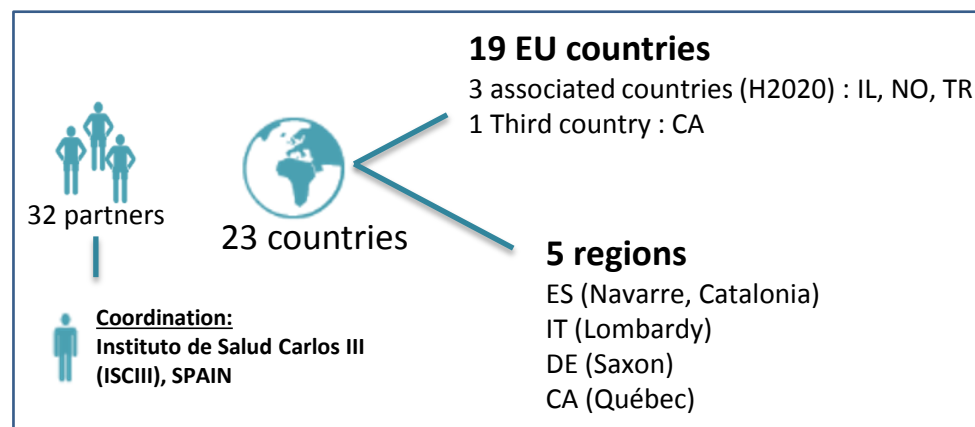 32 partners
Coordination:
Instituto de Salud Carlos III
(ISCIII), SPAIN
23 countries
19 EU countries
3 associated countries (H2020) : IL, NO, TR
1 Third country : CA
5 regions
ES (Navarre, Catalonia)
IT (Lombardy)
DE (Saxon)
CA (Québec)